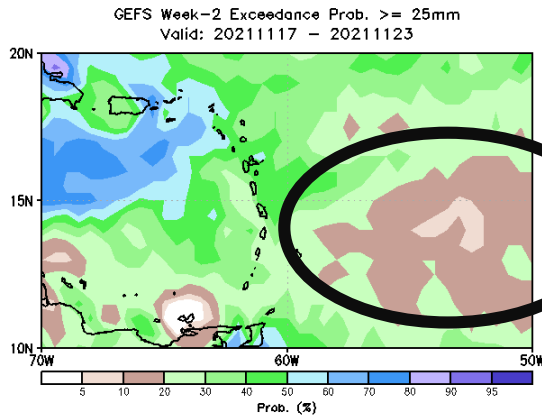 GEFS Week-2 Exceedance Prob. >= 25mm
Valid: 20211117 - 20211123
20N
15N
10N
70W 60W 50W
5 10 20 30 40 50 60 70 80 90 95
Prob. (%)